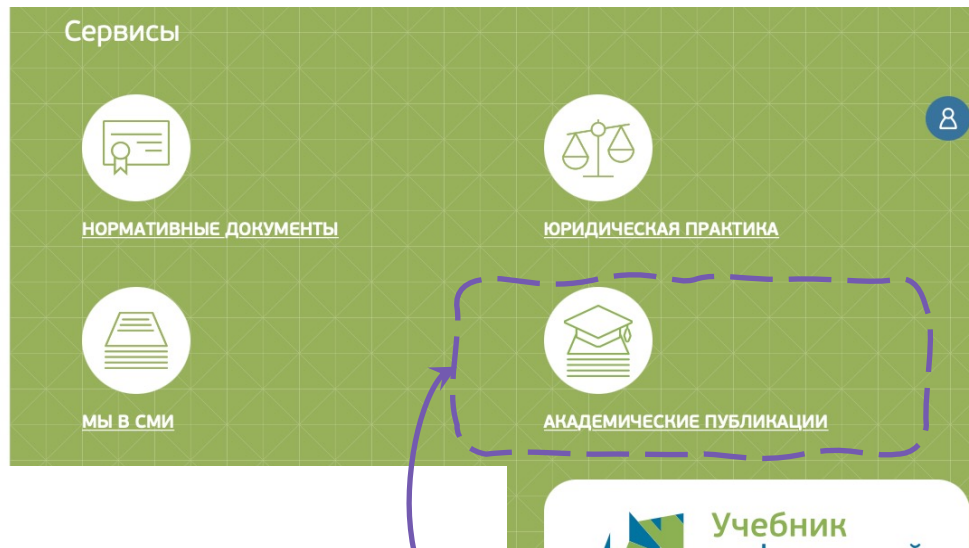 Сервисы
НОРМАТИВНЫЕ ДОКУМЕНТЫ
ЮРИДИЧЕСКАЯ ПРАКТИКА
МЫ В СМИ
АКАДЕМИЧЕСКИЕ ПУБЛИКАЦИИ
Учебник